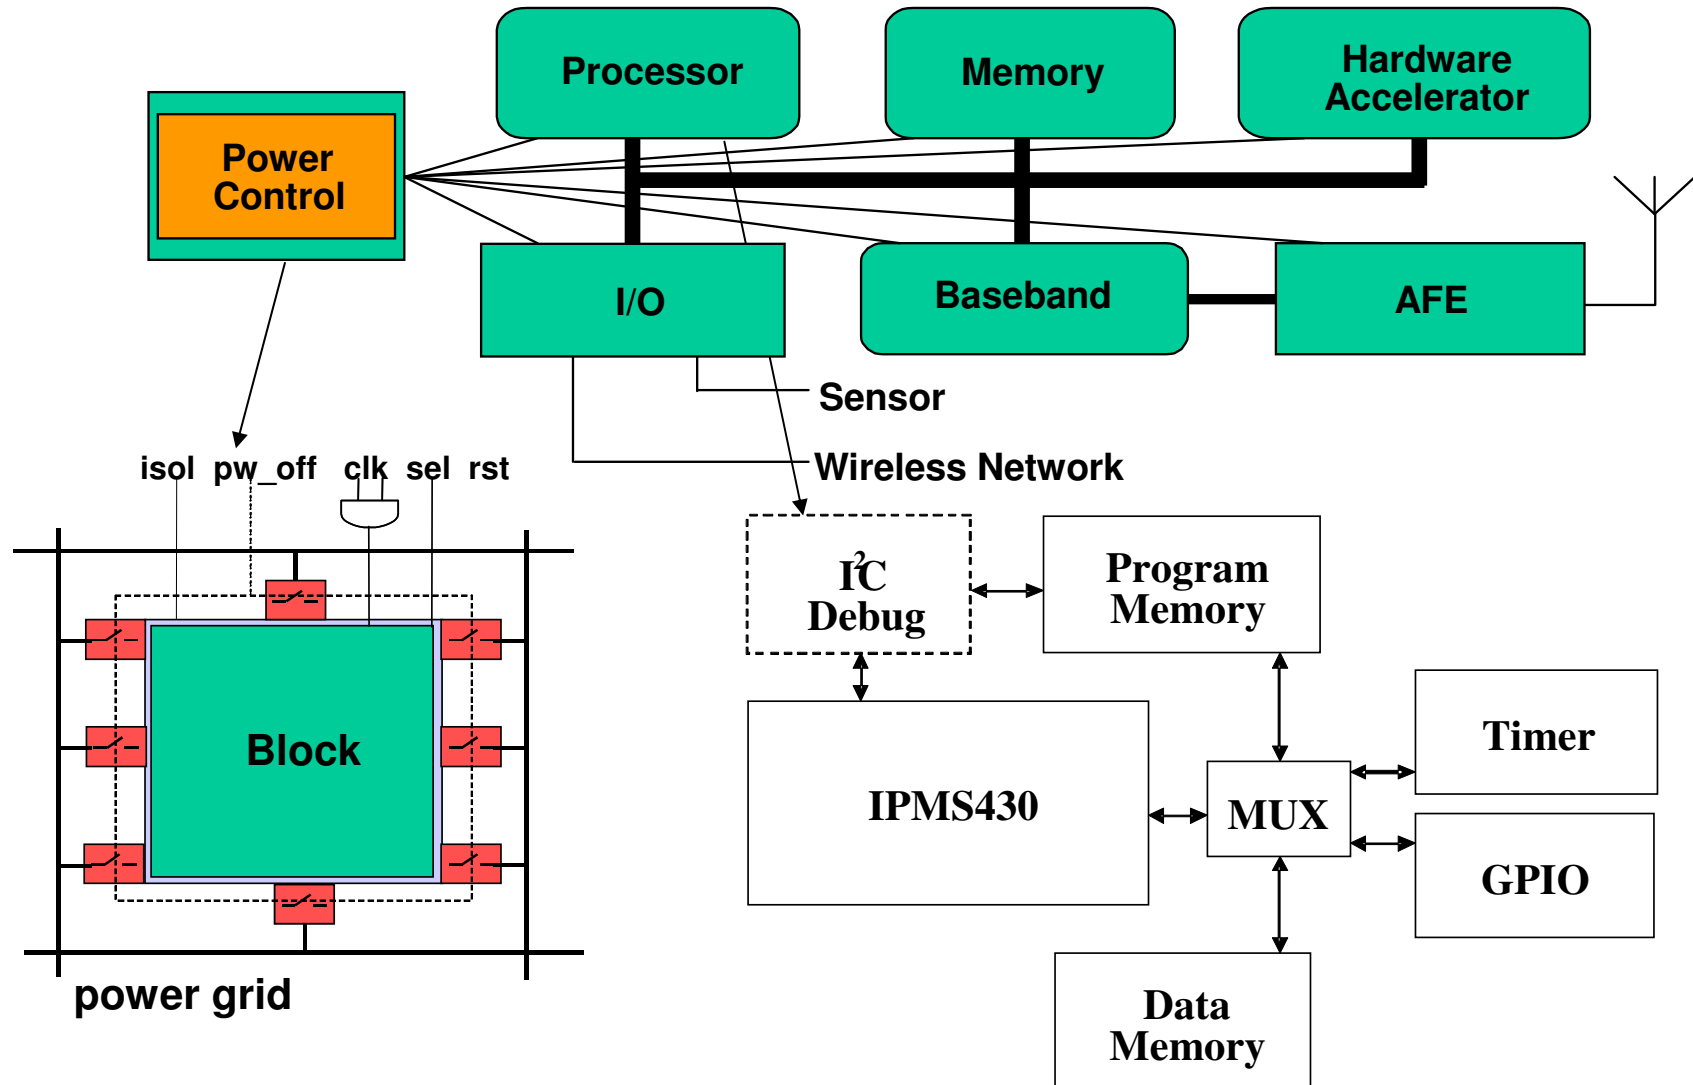 Processor
Memory
Hardware
Accelerator
Power
Control
I/O
Baseband
AFE
Sensor
Wireless Network
isol pw_off clk sel rst
I²C
Debug
Program
Memory
Block
IPMS430
MUX
Timer
GPIO
power grid
Data
Memory